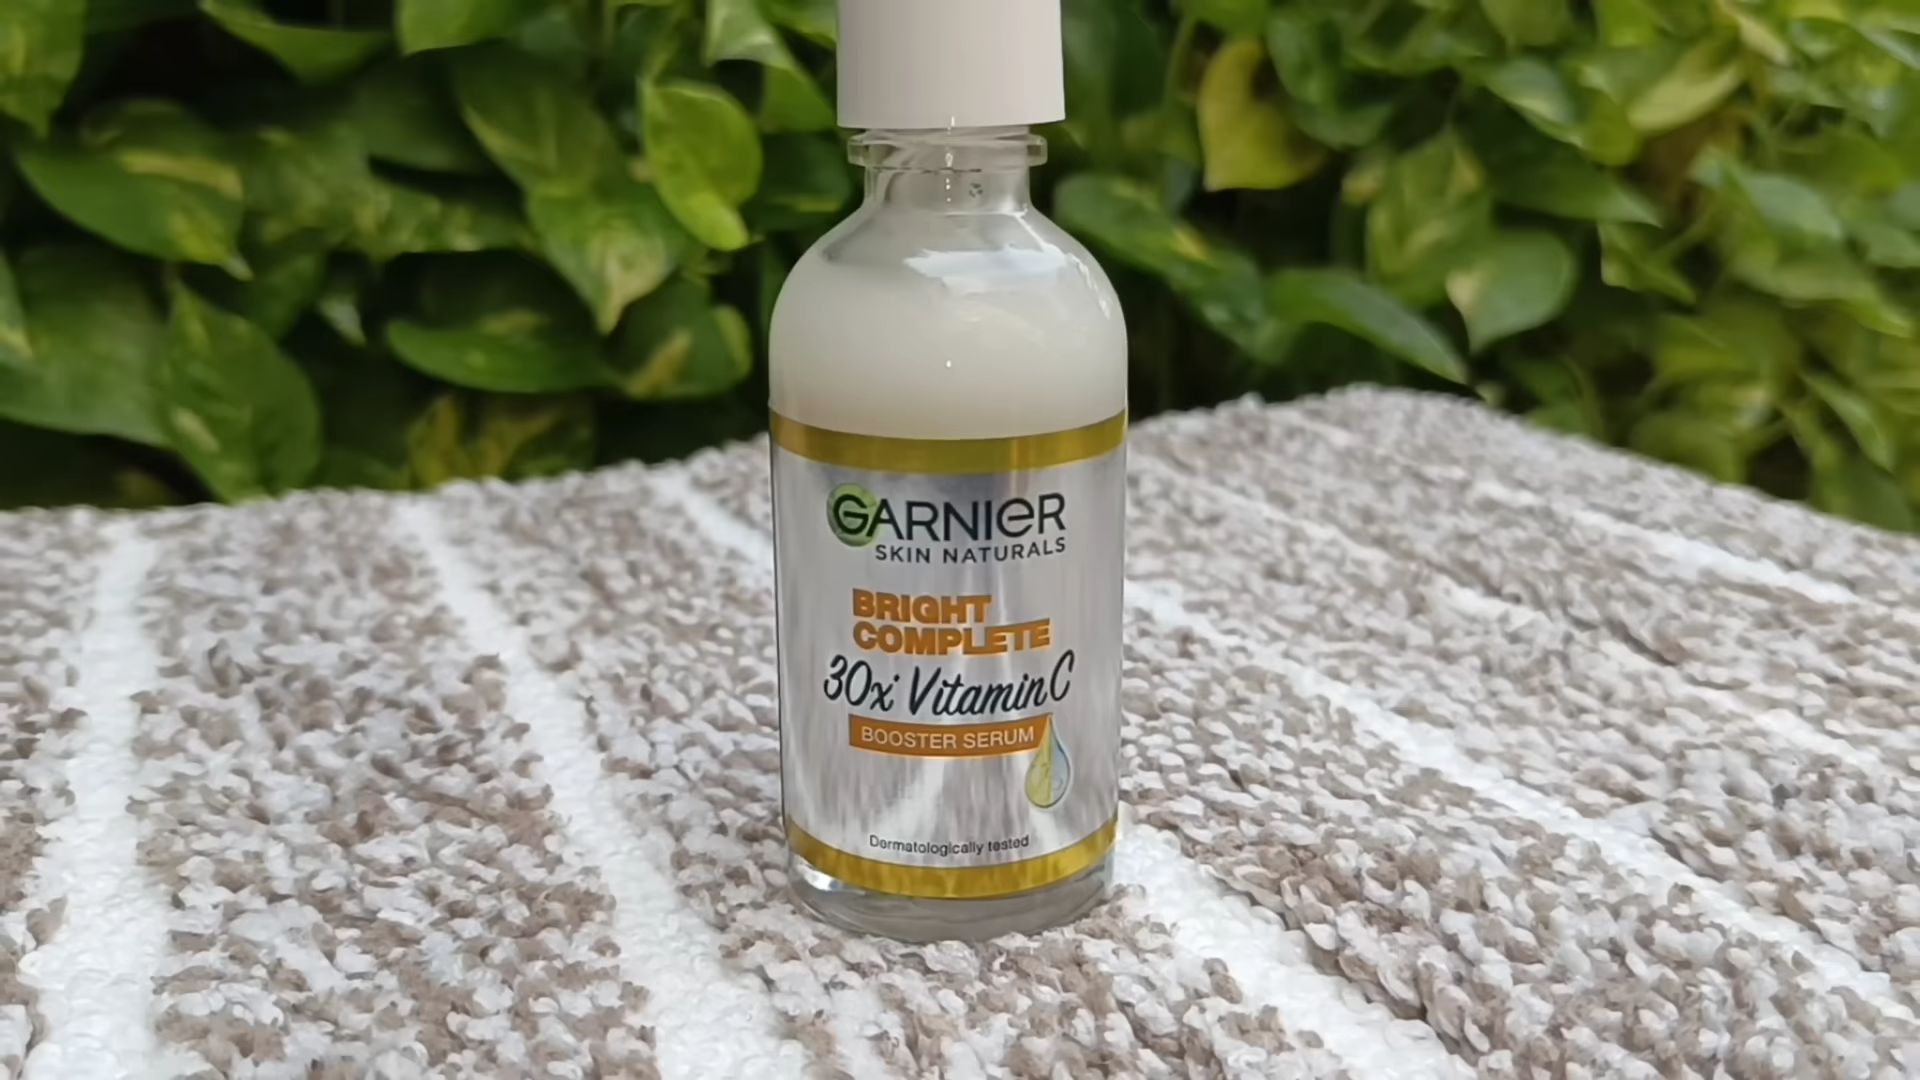 GARNIER
SKIN NATURALS
BRIGHT
COMPLETE
30x Vitamin C
BOOSTER SERUM
Dermatologically tested